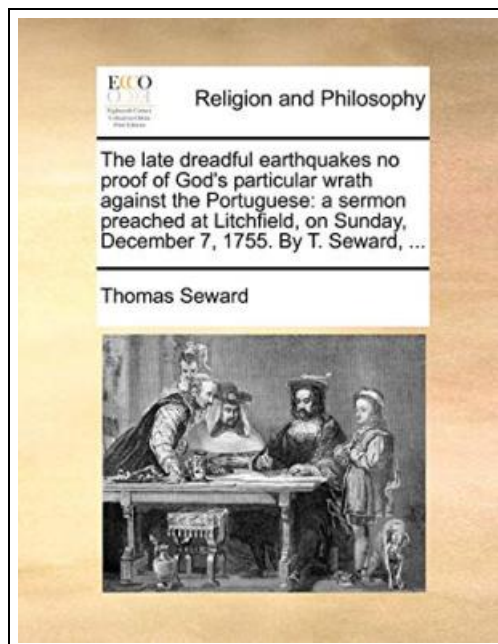 ECCO
Religion and Philosophy
The late dreadful earthquakes no
proof of God's particular wrath
against the Portuguese: a sermon
preached at Litchfield, on Sunday,
December 7, 1755. By T. Seward, ...
Thomas Seward